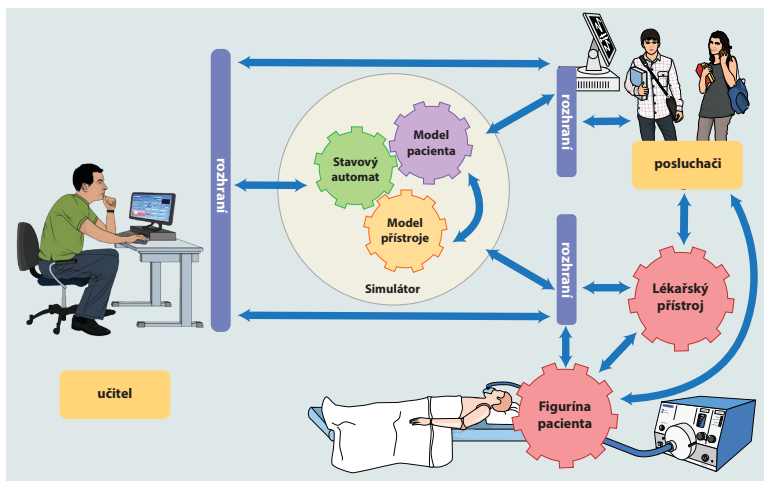 rozhraní
Model
pacienta
Stavový
automat
Model
přístroje
Simulátor
rozhraní
posluchači
rozhraní
Lékařský
přístroj
učitel
Figurína
pacienta